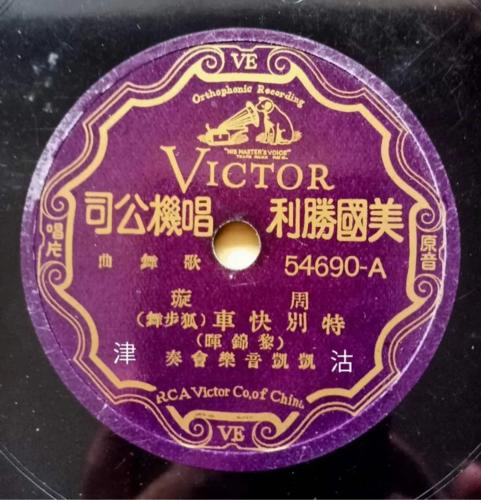 VE
Orthophonic Recording
"HIS MASTER'S VOICE"
VICTOR
美國勝利唱機公司
原音
唱片
54690-A
歌舞曲
周璇
特別快車(狐步舞)
(黎錦暉)
凱凱音樂會奏
沽
津
RCA Victor Co., of China
VE